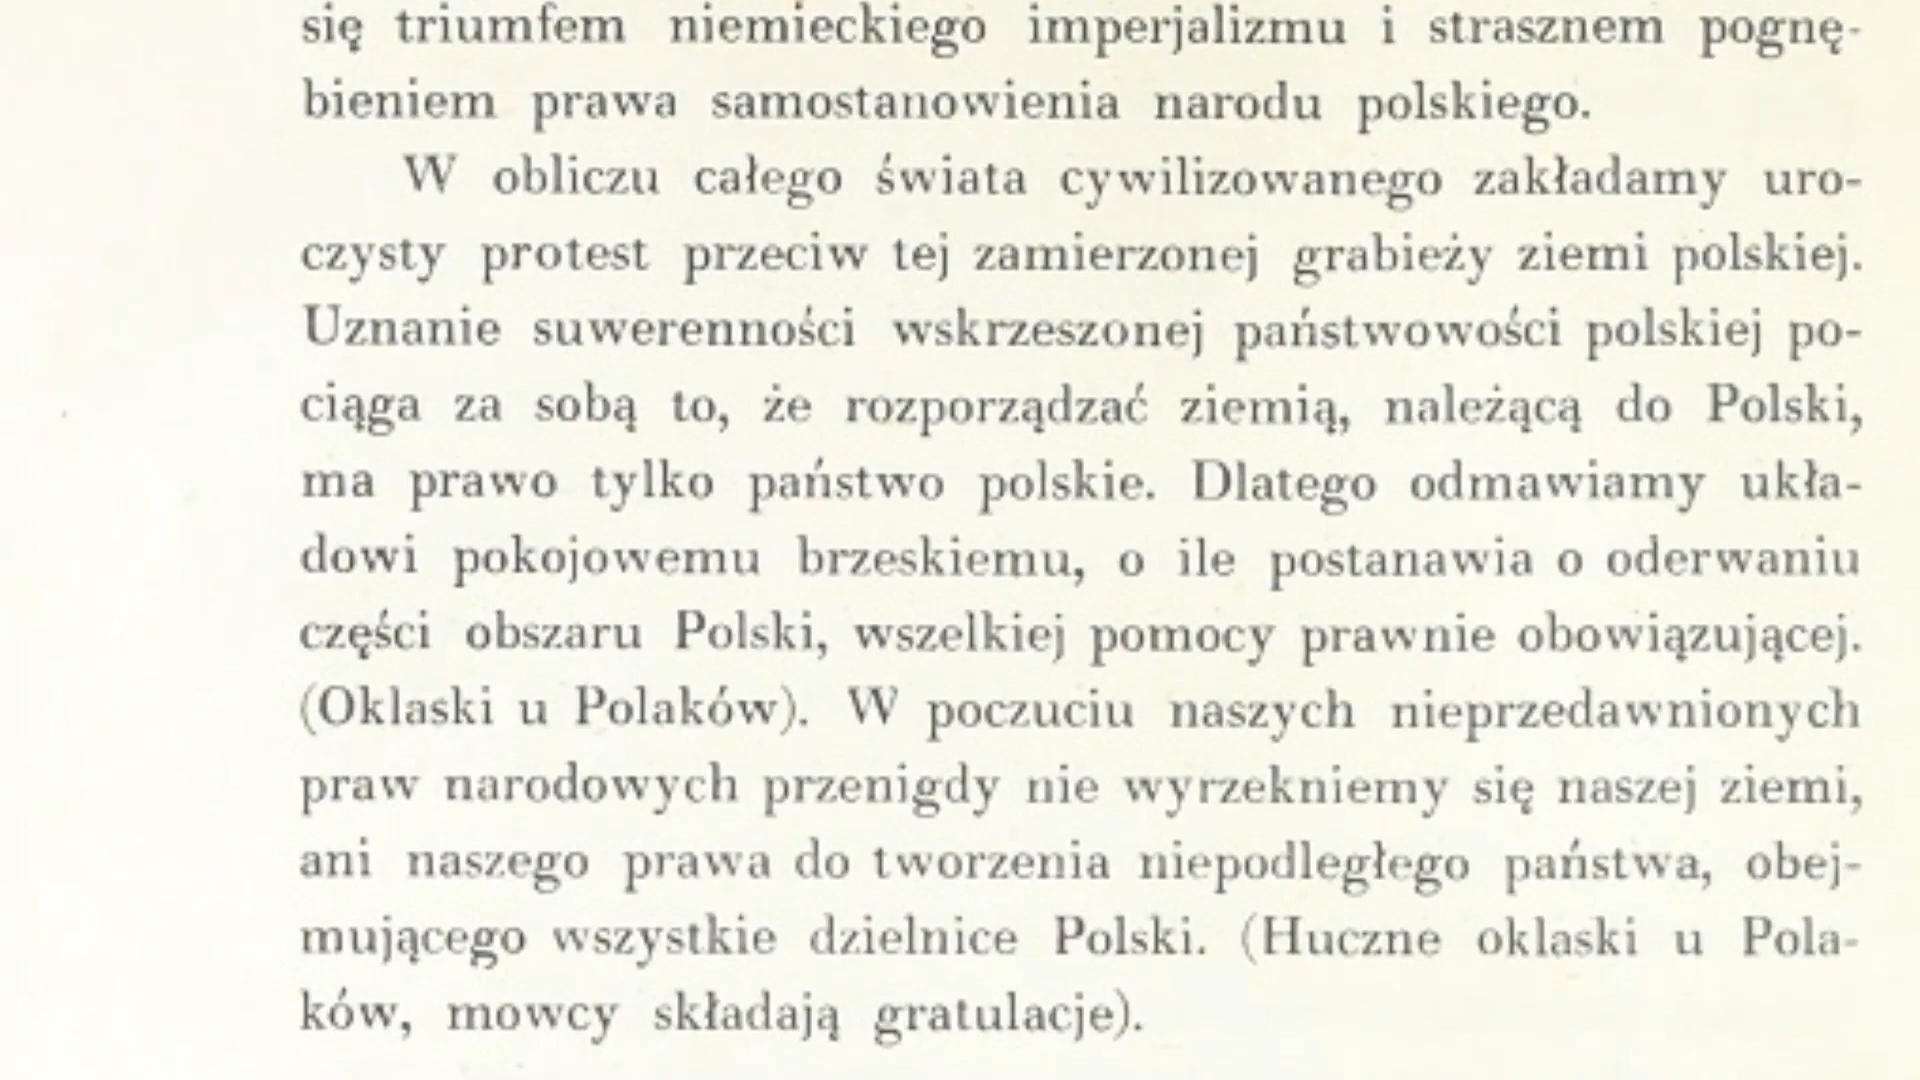 się triumfem niemieckiego imperjalizmu i strasznem pognę-
bieniem prawa samostanowienia narodu polskiego.
W obliczu całego świata cywilizowanego zakładamy uro-
czysty protest przeciw tej zamierzonej grabieży ziemi polskiej.
Uznanie suwerenności wskrzeszonej państwowości polskiej po-
ciąga za sobą to, że rozporządzać ziemią, należącą do Polski,
ma prawo tylko państwo polskie. Dlatego odmawiamy ukła-
dowi pokojowemu brzeskiemu, o ile postanawia o oderwaniu
części obszaru Polski, wszelkiej pomocy prawnie obowiązującej.
(Oklaski u Polaków). W poczuciu naszych nieprzedawnionych
praw narodowych przenigdy nie wyrzekniemy się naszej ziemi,
ani naszego prawa do tworzenia niepodległego państwa, obej-
mującego wszystkie dzielnice Polski. (Huczne oklaski u Pola-
ków, mowcy składają gratulacje).